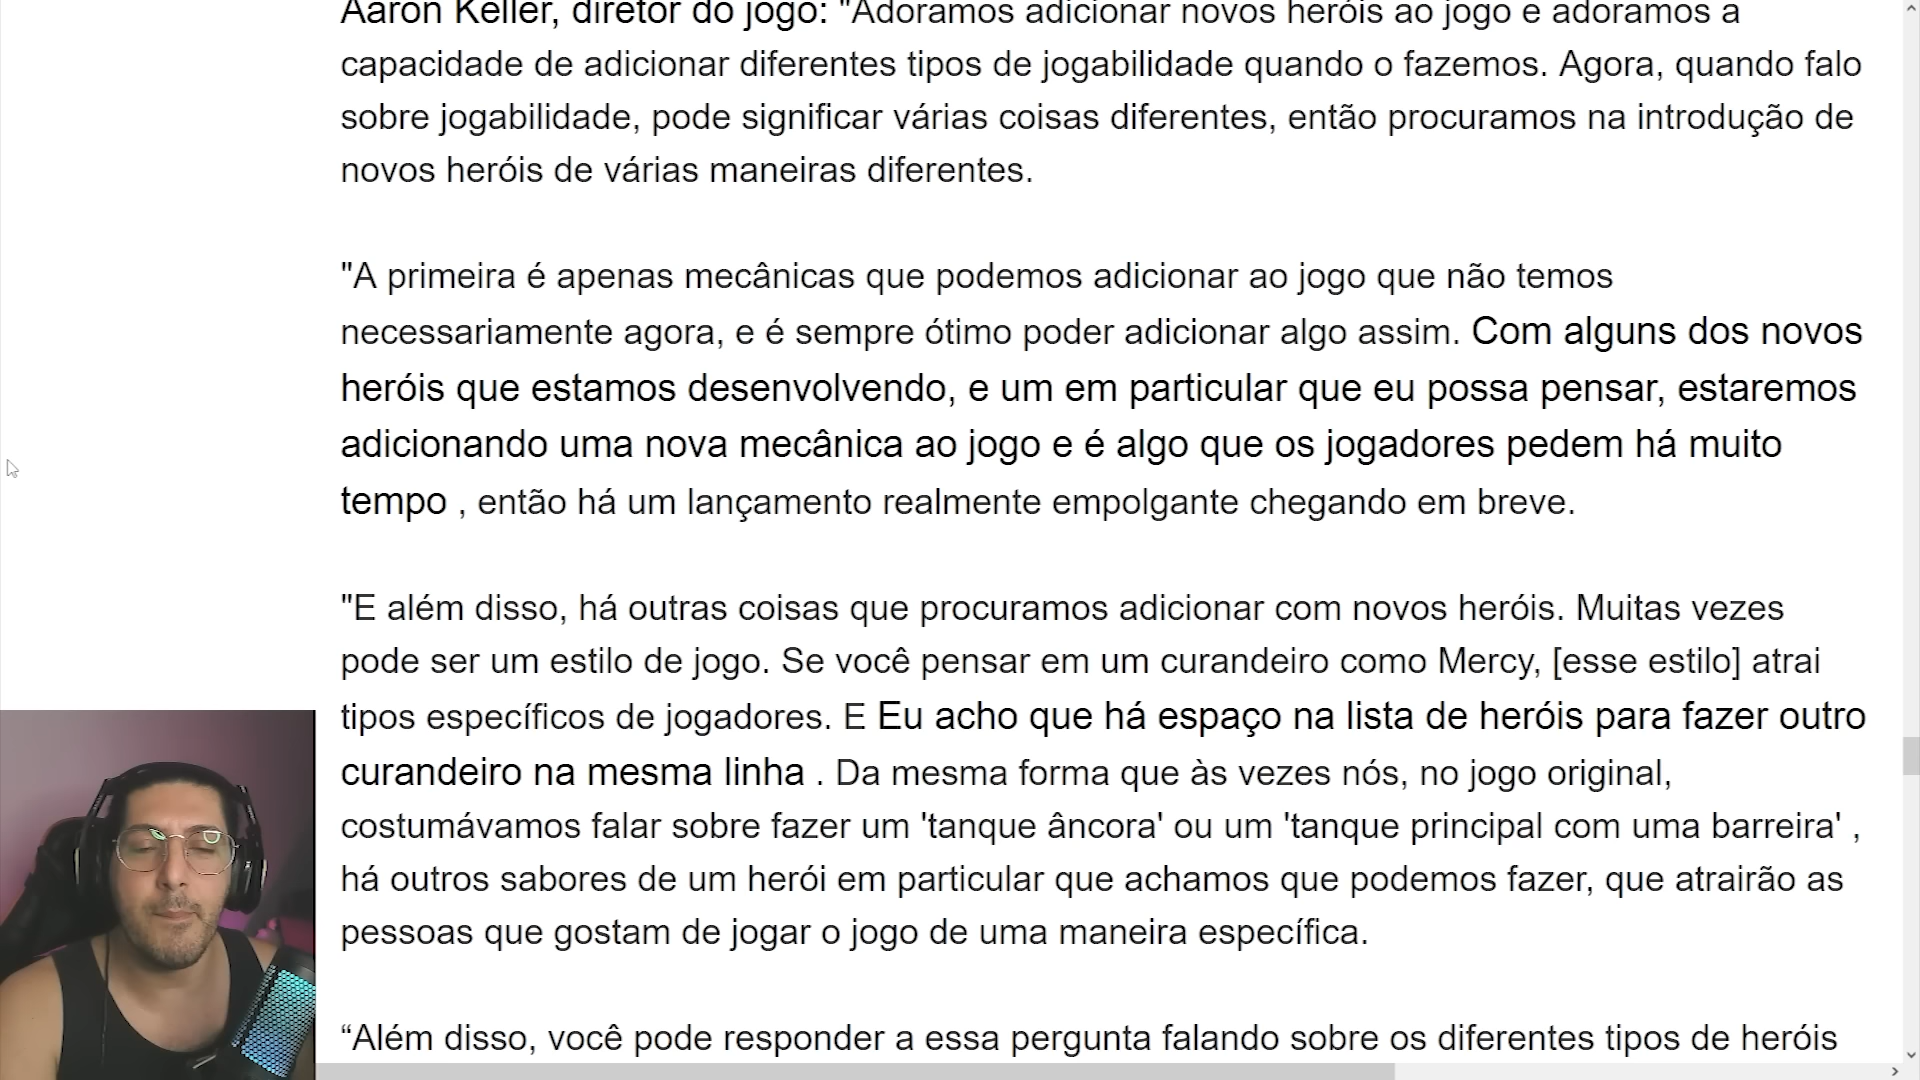 Aaron Keller, diretor do jogo: "Adoramos adicionar novos heróis ao jogo e adoramos a
capacidade de adicionar diferentes tipos de jogabilidade quando o fazemos. Agora, quando falo
sobre jogabilidade, pode significar várias coisas diferentes, então procuramos na introdução de
novos heróis de várias maneiras diferentes.
"A primeira é apenas mecânicas que podemos adicionar ao jogo que não temos
necessariamente agora, e é sempre ótimo poder adicionar algo assim. Com alguns dos novos
heróis que estamos desenvolvendo, e um em particular que eu possa pensar, estaremos
adicionando uma nova mecânica ao jogo e é algo que os jogadores pedem há muito
tempo , então há um lançamento realmente empolgante chegando em breve.
"E além disso, há outras coisas que procuramos adicionar com novos heróis. Muitas vezes
pode ser um estilo de jogo. Se você pensar em um curandeiro como Mercy, [esse estilo] atrai
tipos específicos de jogadores. E Eu acho que há espaço na lista de heróis para fazer outro
curandeiro na mesma linha . Da mesma forma que às vezes nós, no jogo original,
costumávamos falar sobre fazer um 'tanque âncora' ou um 'tanque principal com uma barreira' ,
há outros sabores de um herói em particular que achamos que podemos fazer, que atrairão as
pessoas que gostam de jogar o jogo de uma maneira específica.
“Além disso, você pode responder a essa pergunta falando sobre os diferentes tipos de heróis